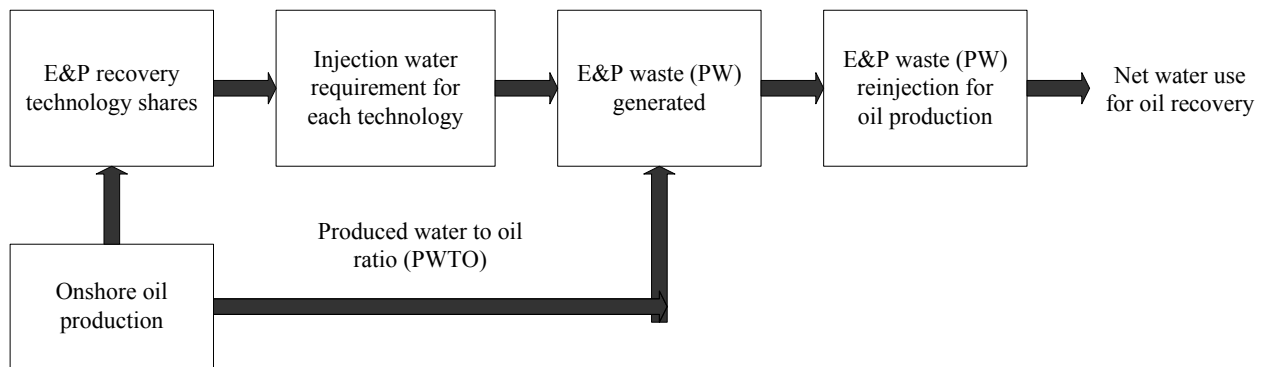 E&P recovery
technology shares
Injection water
requirement for
each technology
E&P waste (PW)
generated
E&P waste (PW)
reinjection for
oil production
Net water use
for oil recovery
Produced water to oil
ratio (PWTO)
Onshore oil
production